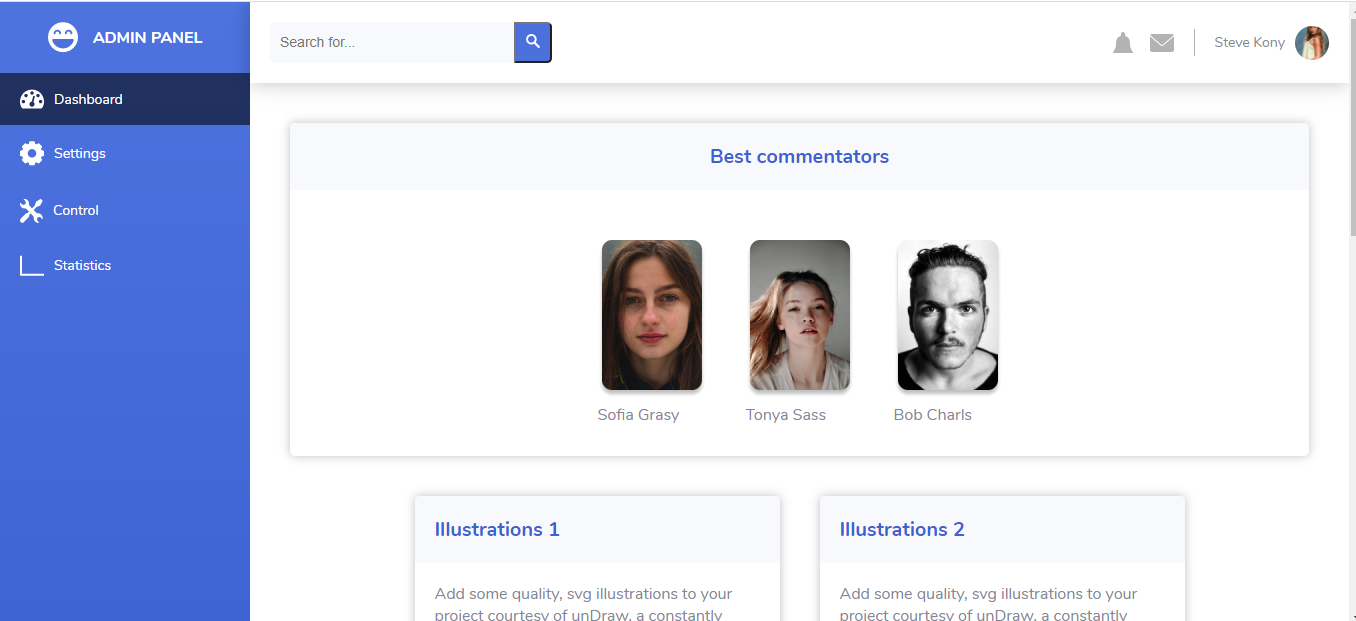 ADMIN PANEL
Search for...
Steve Kony
Dashboard
Settings
Control
Statistics
Best commentators
Sofia Grasy
Tonya Sass
Bob Charls
Illustrations 1
Add some quality, svg illustrations to your
project courtesy of unDraw, a constantly
Illustrations 2
Add some quality, svg illustrations to your
project courtesy of unDraw, a constantly